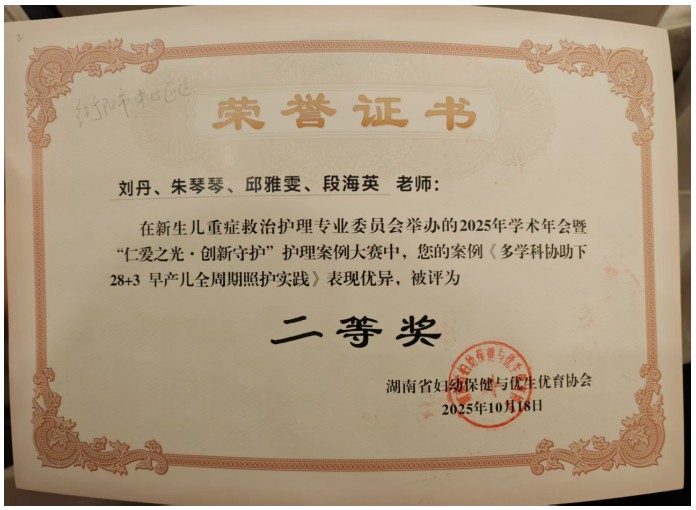 荣誉证书
刘丹、朱琴琴、邱雅雯、段海英 老师：
在新生儿重症救治护理专业委员会举办的2025年学术年会暨
“仁爱之光·创新守护”护理案例大赛中，您的案例《多学科协助下
28+3 早产儿全周期照护实践》表现优异，被评为
二等奖
湖南省妇幼保健与优生优育协会
2025年10月18日